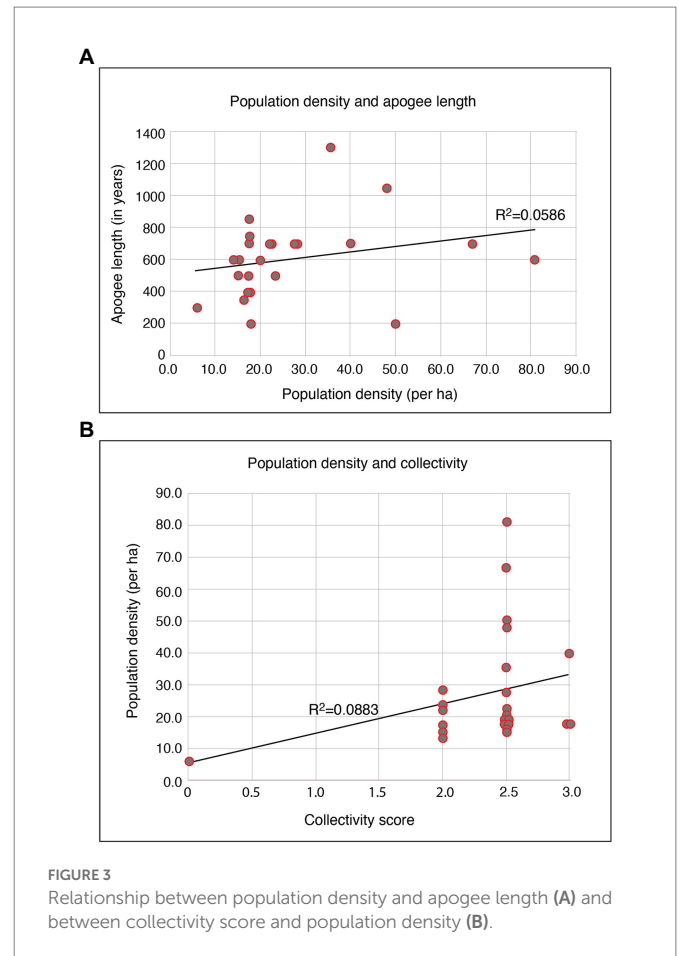 A
Population density and apogee length
Apogee length (in years)
1400
1200
1000
800
600
400
200
0
R²=0.0586
0.0 10.0 20.0 30.0 40.0 50.0 60.0 70.0 80.0 90.0
Population density (per ha)
B
Population density and collectivity
Population density (per ha)
90.0
80.0
70.0
60.0
50.0
40.0
30.0
20.0
10.0
0.0
R²=0.0883
0 0.5 1.0 1.5 2.0 2.5 3.0
Collectivity score
FIGURE 3
Relationship between population density and apogee length (A) and
between collectivity score and population density (B).